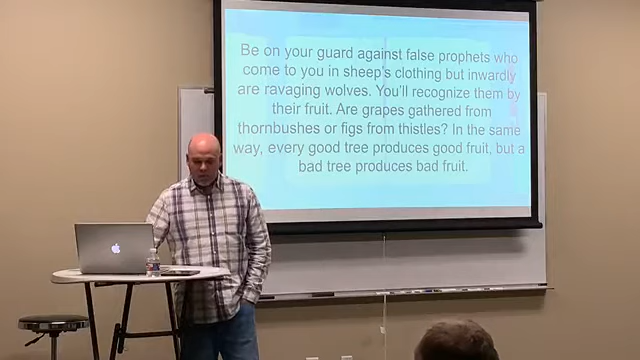 Be on your guard against false prophets who
come to you in sheep's clothing but inwardly
are ravaging wolves. You'll recognize them by
their fruit. Are grapes gathered from
thornbushes or figs from thistles? In the same
way, every good tree produces good fruit, but a
bad tree produces bad fruit.